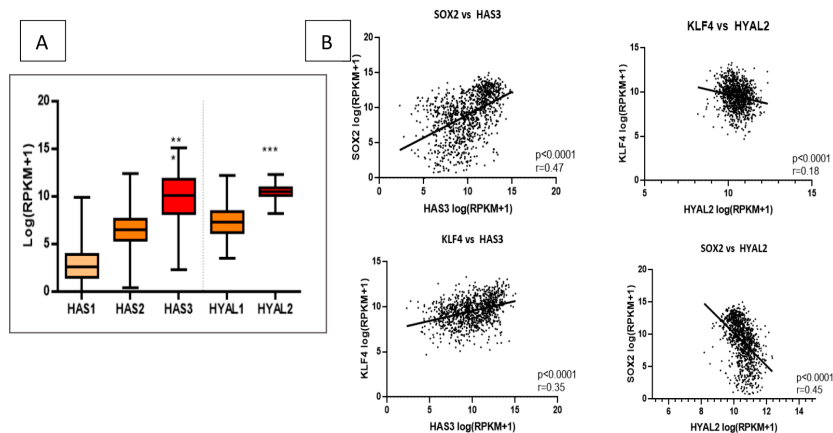 A
20
15
10
5
0
Log(RPKM+1)
**
*
***
HAS1 HAS2 HAS3 HYAL1 HYAL2
B
SOX2 vs HAS3
20
15
10
5
0
SOX2 log(RPKM+1)
p<0.0001
r=0.47
0 5 10 15 20
HAS3 log(RPKM+1)
KLF4 vs HYAL2
15
10
5
0
KLF4 log(RPKM+1)
p<0.0001
r=0.18
5 10 15
HYAL2 log(RPKM+1)
KLF4 vs HAS3
15
10
5
0
KLF4 log(RPKM+1)
p<0.0001
r=0.35
0 5 10 15 20
HAS3 log(RPKM+1)
SOX2 vs HYAL2
20
15
10
5
0
SOX2 log(RPKM+1)
p<0.0001
r=0.45
6 8 10 12 14
HYAL2 log(RPKM+1)